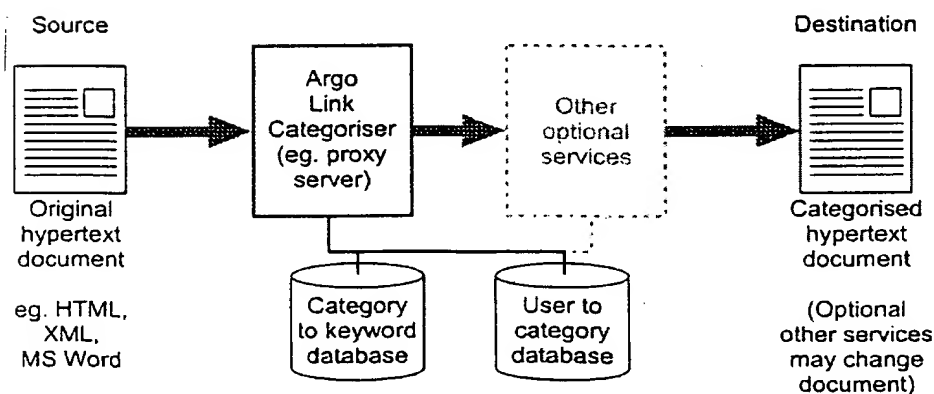 Source
Destination
Argo
Link
Categoriser
(eg. proxy
server)
Other
optional
services
Original
hypertext
document
Categorised
hypertext
document
eg. HTML,
XML,
MS Word
Category
to keyword
database
User to
category
database
(Optional
other services
may change
document)